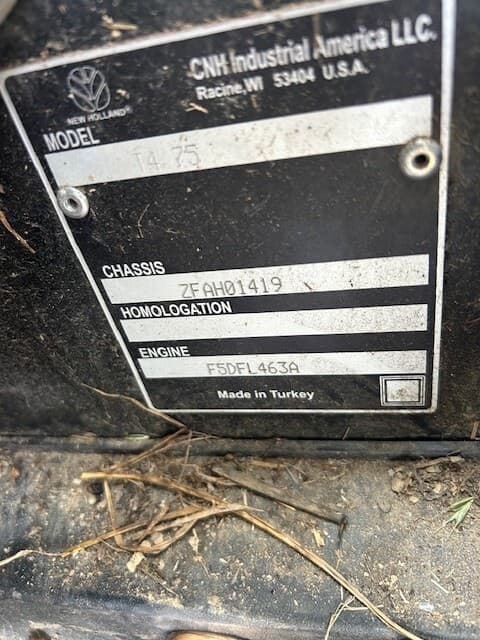 CNH Industrial America LLC.
Racine, WI 53404 U.S.A.
NEW HOLLAND
MODEL
T4.75
CHASSIS
ZFAH01419
HOMOLOGATION
ENGINE
F5DFL463A
Made in Turkey